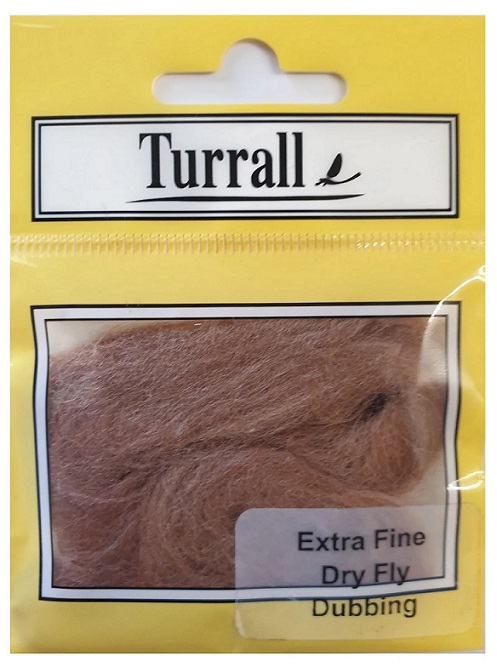 Turrall
Extra Fine
Dry Fly
Dubbing